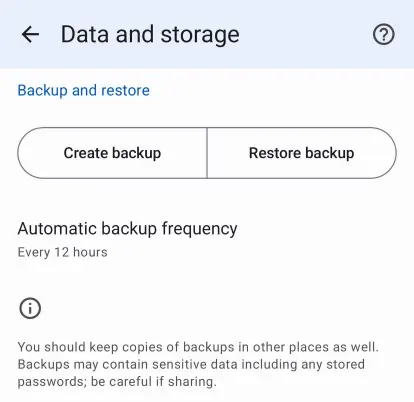 Data and storage
Backup and restore
Create backup
Restore backup
Automatic backup frequency
Every 12 hours
You should keep copies of backups in other places as well.
Backups may contain sensitive data including any stored
passwords; be careful if sharing.